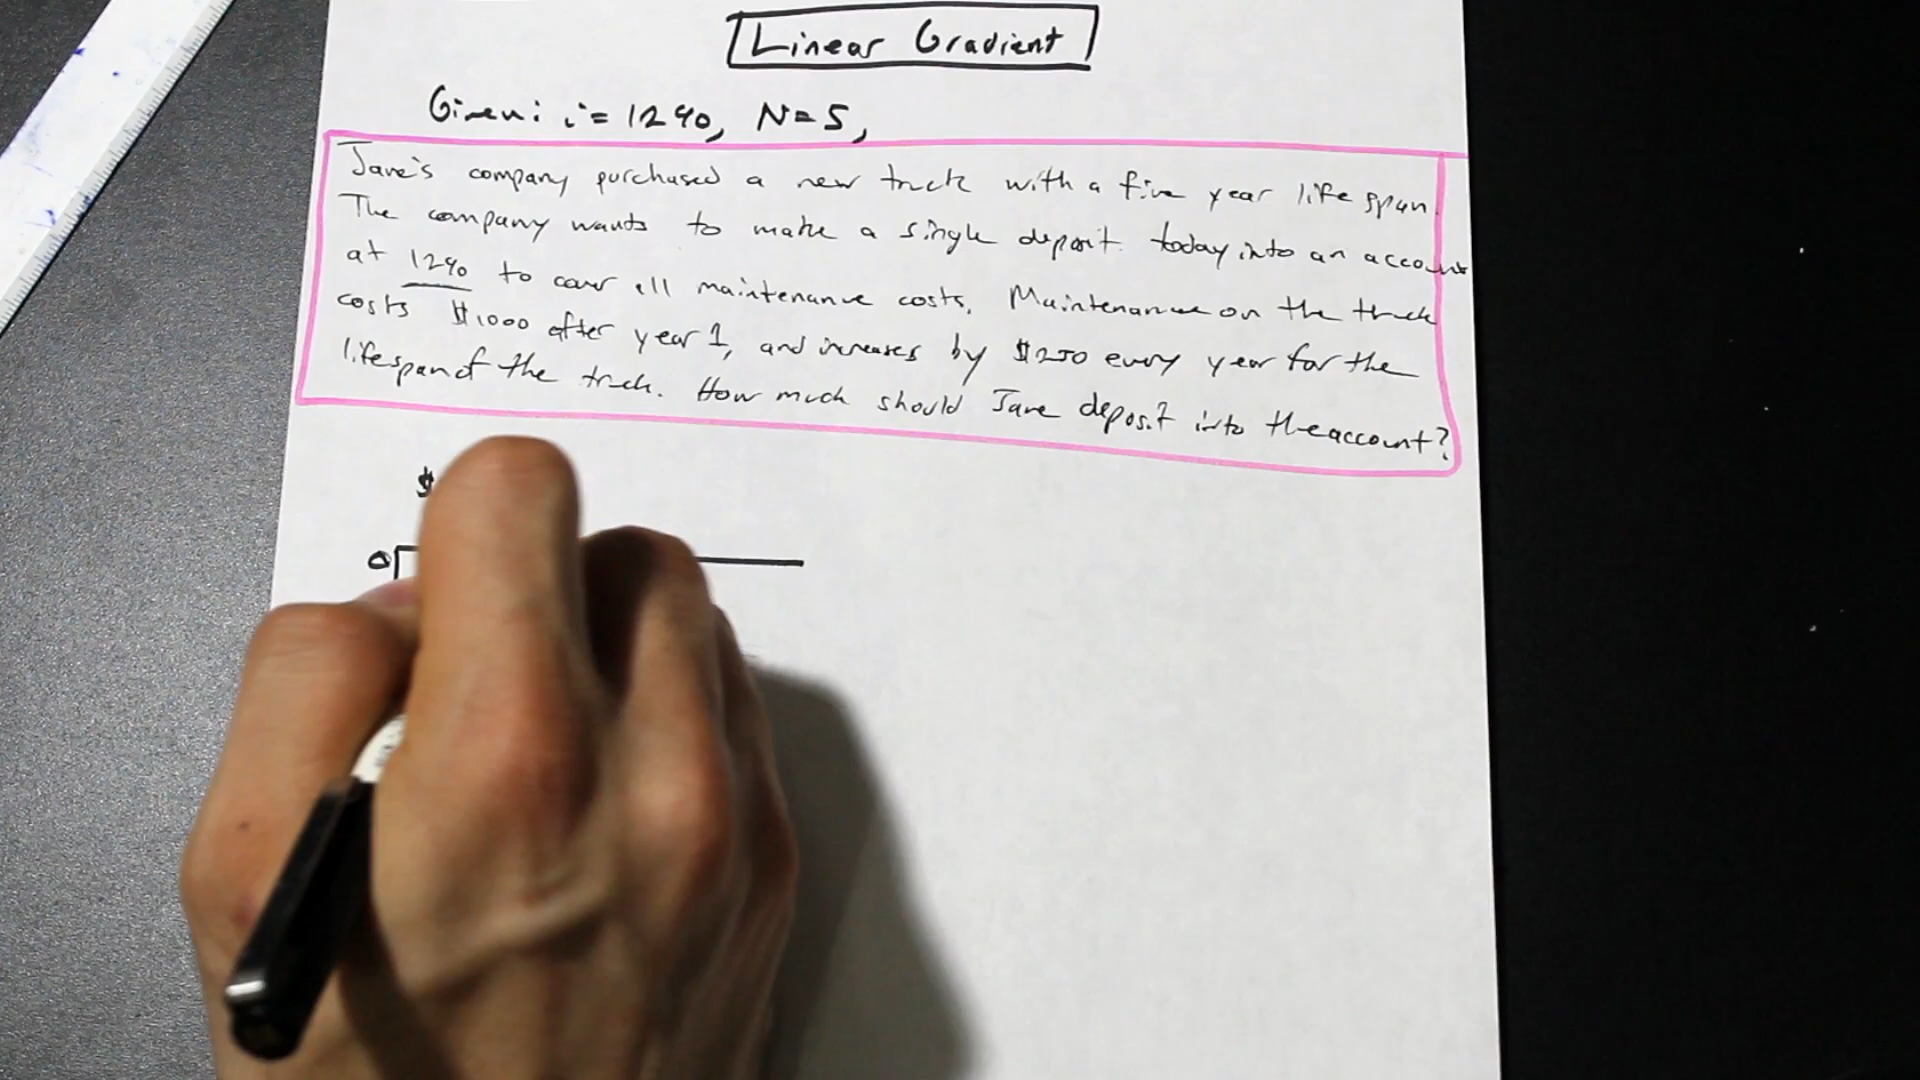 Linear Gradient
Given: i = 12%, N = 5,
Jane's company purchased a new truck with a five year life span.
The company wants to make a single deposit today into an account
at 12% to cover all maintenance costs. Maintenance on the truck
costs $1000 after year 1, and increases by $250 every year for the
lifespan of the truck. How much should Jane deposit into the account?
$
0